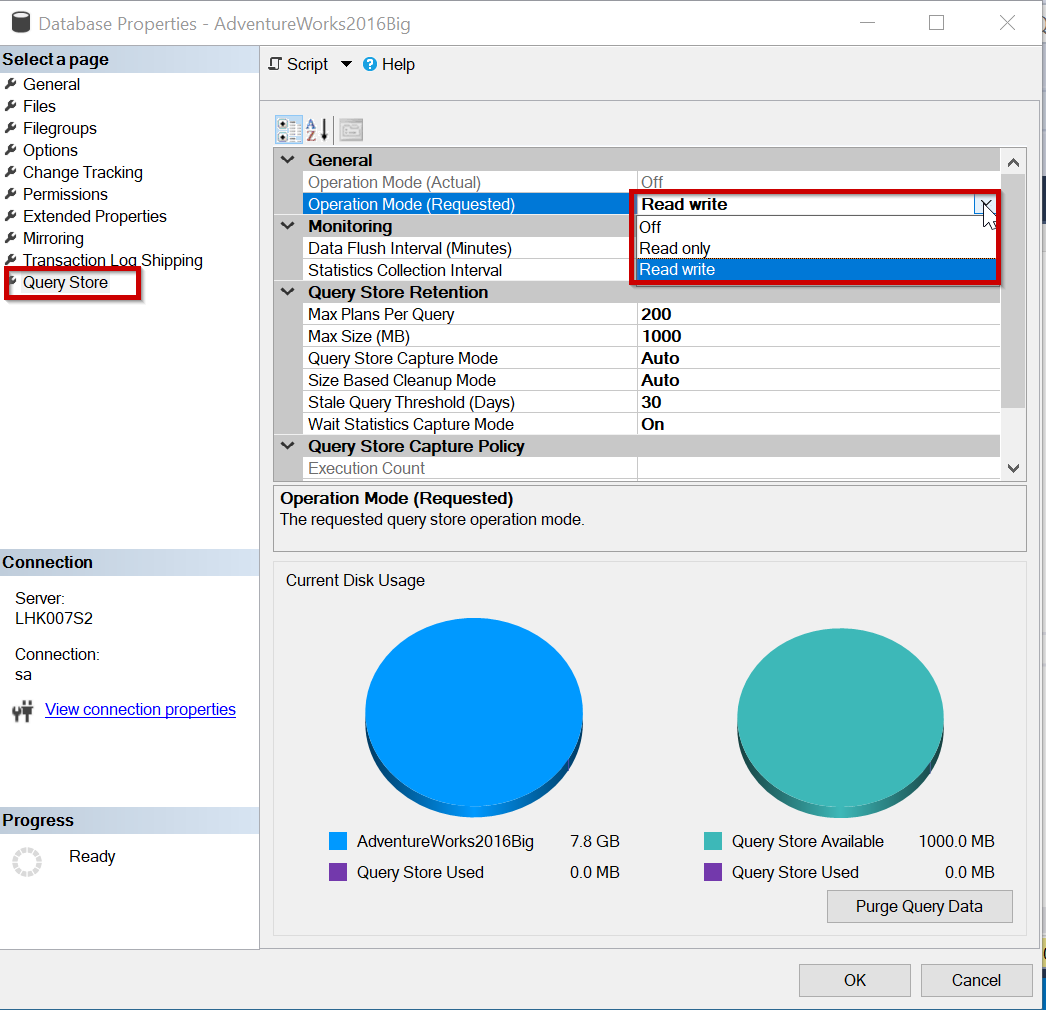 Database Properties - AdventureWorks2016Big
Select a page
General
Files
Filegroups
Options
Change Tracking
Permissions
Extended Properties
Mirroring
Transaction Log Shipping
Query Store
Script Help
General
Operation Mode (Actual) Off
Operation Mode (Requested) Read write
Off
Read only
Read write
Monitoring
Data Flush Interval (Minutes)
Statistics Collection Interval
Query Store Retention
Max Plans Per Query 200
Max Size (MB) 1000
Query Store Capture Mode Auto
Size Based Cleanup Mode Auto
Stale Query Threshold (Days) 30
Wait Statistics Capture Mode On
Query Store Capture Policy
Execution Count
Operation Mode (Requested)
The requested query store operation mode.
Connection
Server:
LHK007S2
Connection:
sa
View connection properties
Progress
Ready
Current Disk Usage
AdventureWorks2016Big 7.8 GB
Query Store Used 0.0 MB
Query Store Available 1000.0 MB
Query Store Used 0.0 MB
Purge Query Data
OK Cancel